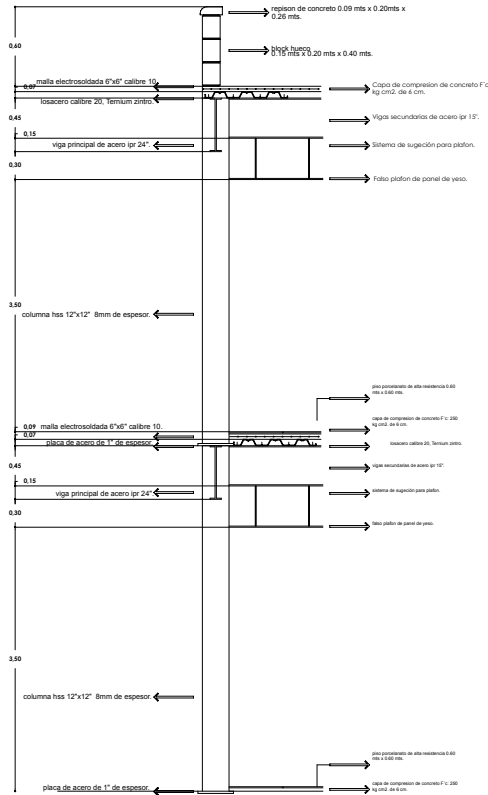 repison de concreto 0.09 mts x 0.20mts x
0.26 mts.
0,60
block hueco
0.15 mts x 0.20 mts x 0.40 mts.
malla electrosoldada 6"x6" calibre 10.
0,07
Capa de compresion de concreto F'c
kg cm2. de 6 cm.
losacero calibre 20, Ternium zintro.
0,45
Vigas secundarias de acero ipr 15".
0,15
viga principal de acero ipr 24".
Sistema de sugeción para plafon.
0,30
Falso plafon de panel de yeso.
3,50
columna hss 12"x12" 8mm de espesor.
piso porcelanato de alta resistencia 0.60
mts x 0.60 mts.
0,09
malla electrosoldada 6"x6" calibre 10.
capa de compresion de concreto F'c: 250
kg cm2. de 6 cm.
0,07
placa de acero de 1" de espesor.
losacero calibre 20, Ternium zintro.
0,45
vigas secundarias de acero ipr 15".
0,15
viga principal de acero ipr 24".
sistema de sugeción para plafon.
0,30
falso plafon de panel de yeso.
3,50
columna hss 12"x12" 8mm de espesor.
piso porcelanato de alta resistencia 0.60
mts x 0.60 mts.
placa de acero de 1" de espesor.
capa de compresion de concreto F'c: 250
kg cm2. de 6 cm.